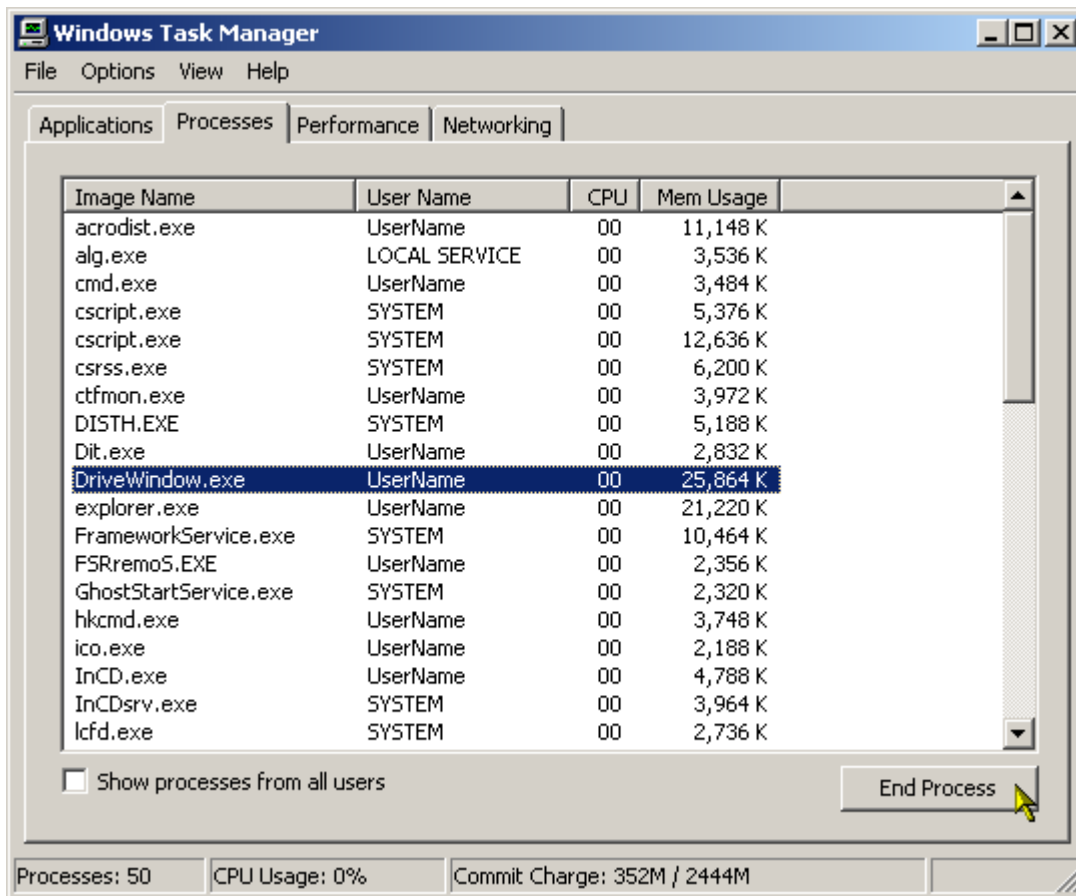 Windows Task Manager
File Options View Help
Applications Processes Performance Networking
Image Name User Name CPU Mem Usage
acrodist.exe UserName 00 11,148 K
alg.exe LOCAL SERVICE 00 3,536 K
cmd.exe UserName 00 3,484 K
cscript.exe SYSTEM 00 5,376 K
cscript.exe SYSTEM 00 12,636 K
csrss.exe SYSTEM 00 6,200 K
ctfmon.exe UserName 00 3,972 K
DISTH.EXE SYSTEM 00 5,188 K
Dit.exe UserName 00 2,832 K
DriveWindow.exe UserName 00 25,864 K
explorer.exe UserName 00 21,220 K
FrameworkService.exe SYSTEM 00 10,464 K
FSRremoS.EXE UserName 00 2,356 K
GhostStartService.exe SYSTEM 00 2,320 K
hkcmd.exe UserName 00 3,748 K
ico.exe UserName 00 2,188 K
InCD.exe UserName 00 4,788 K
InCDsrv.exe SYSTEM 00 3,964 K
lcfd.exe SYSTEM 00 2,736 K
Show processes from all users
End Process
Processes: 50 CPU Usage: 0% Commit Charge: 352M / 2444M